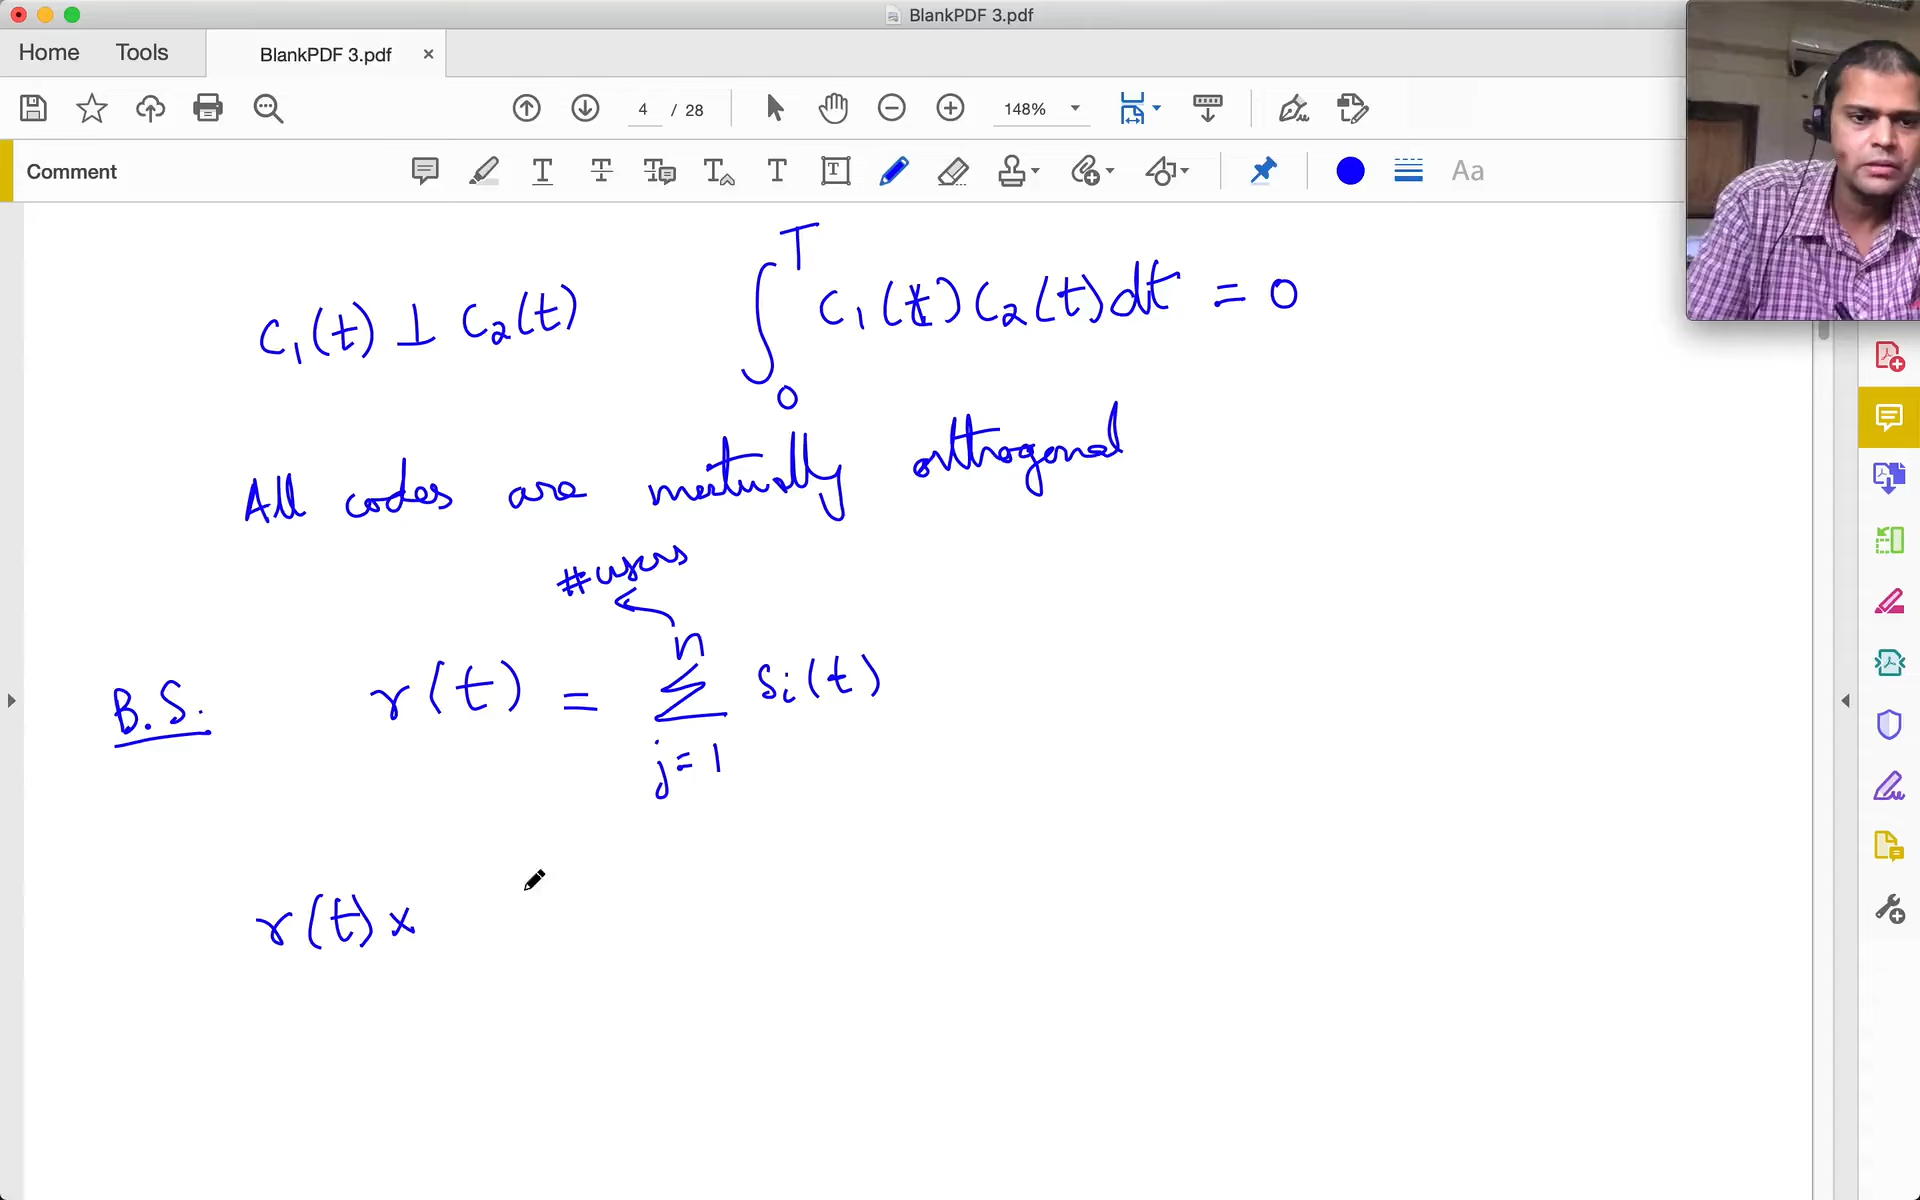 BlankPDF 3.pdf
Home Tools BlankPDF 3.pdf ×
4 / 28 148%
Comment Aa
C₁(t) ⊥ C₂(t) ∫₀ᵀ C₁(t) C₂(t) dt = 0
All codes are mutually orthogonal
#users
n
B.S. r(t) = Σ Sᵢ(t)
j=1
r(t) ×